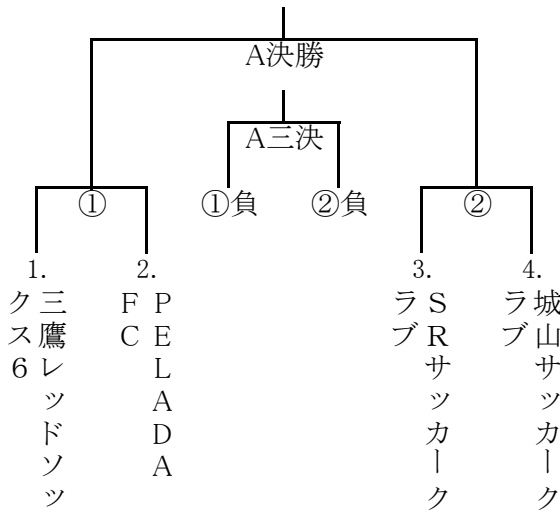 A決勝
A三決
①
①負
②負
②
1.
2.
3.
4.
三鷹レッドソッ
クス６
ＰＥＬＡＤＡ
ＦＣ
ＳＲサッカーク
ラブ
城山サッカーク
ラブ